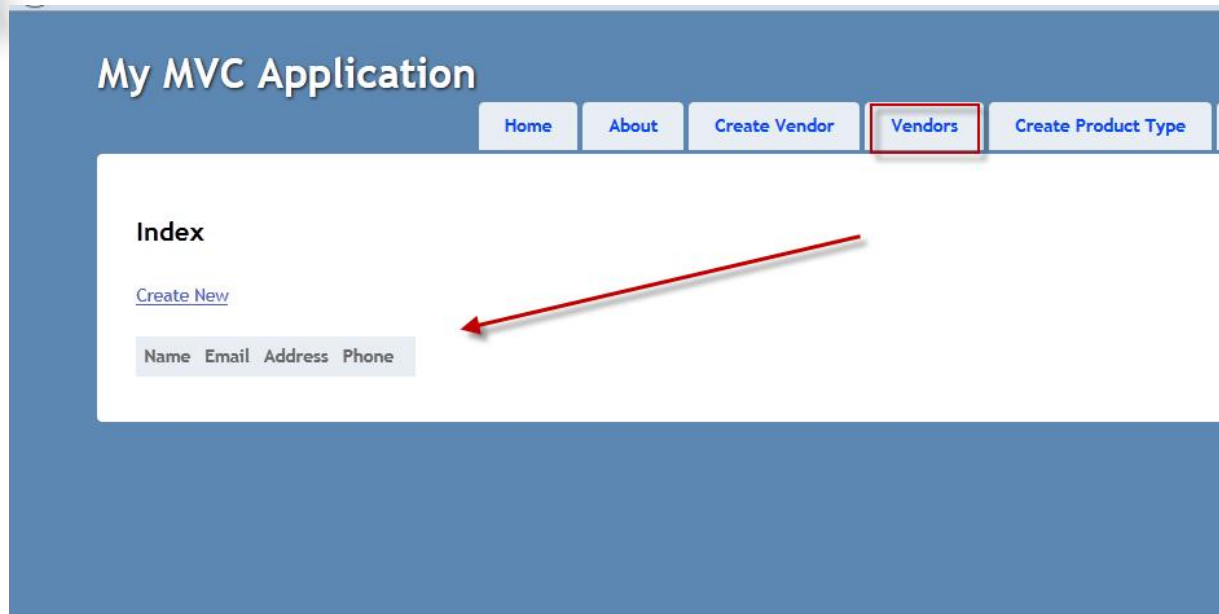 My MVC Application
Home About Create Vendor Vendors Create Product Type
Index
Create New
Name Email Address Phone